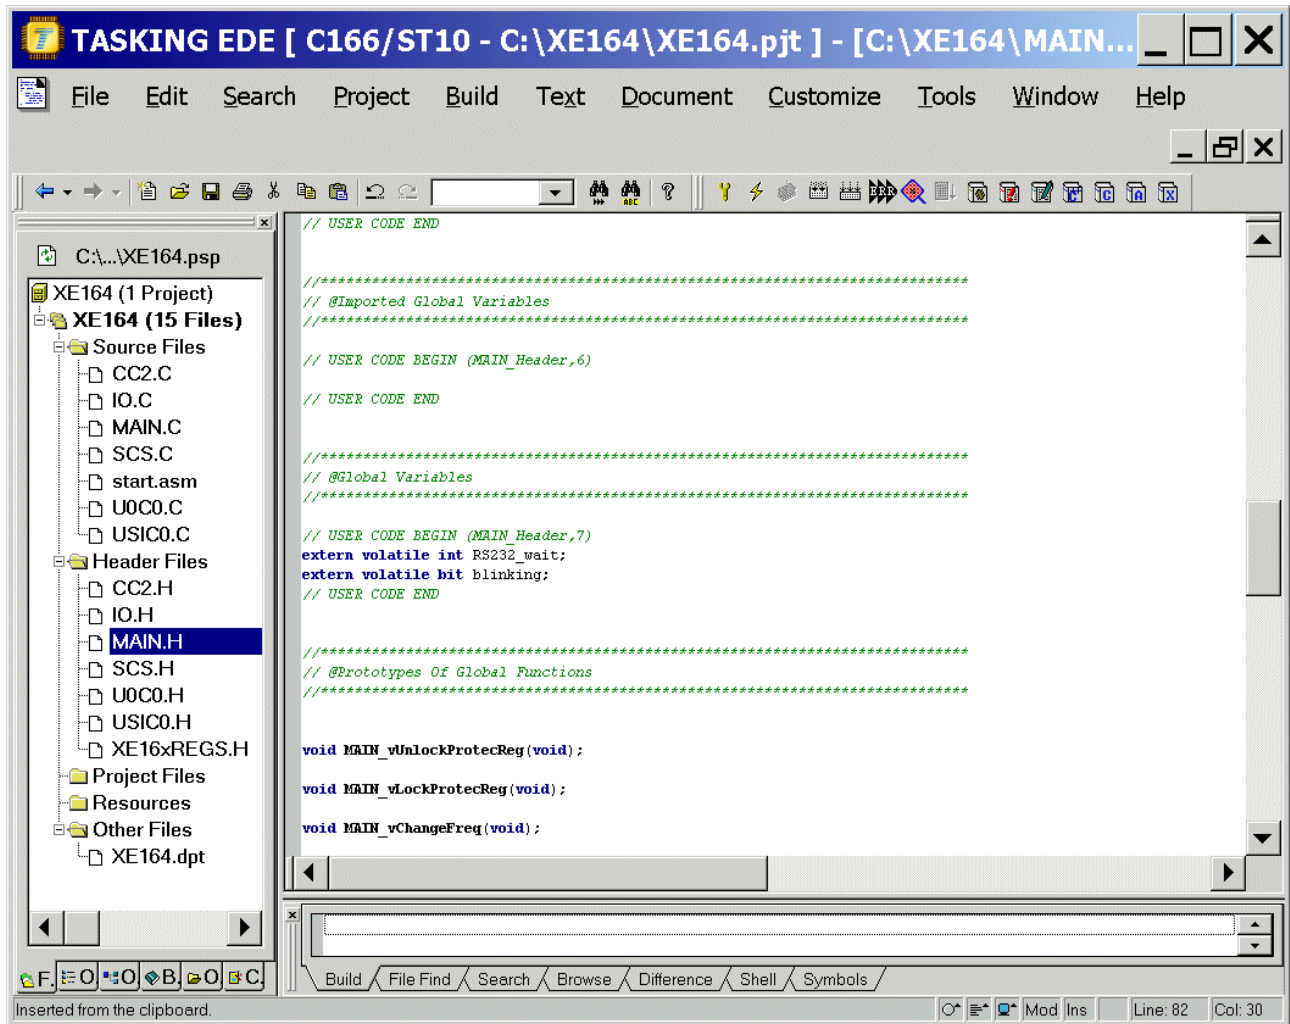 TASKING EDE [ C166/ST10 - C:\XE164\XE164.pjt ] - [C:\XE164\MAIN...
File Edit Search Project Build Text Document Customize Tools Window Help
C:\...\XE164.psp
XE164 (1 Project)
XE164 (15 Files)
Source Files
CC2.C
IO.C
MAIN.C
SCS.C
start.asm
U0C0.C
USIC0.C
Header Files
CC2.H
IO.H
MAIN.H
SCS.H
U0C0.H
USIC0.H
XE16xREGS.H
Project Files
Resources
Other Files
XE164.dpt
F. O O B. O C.
// USER CODE END
//****************************************************************************
// @Imported Global Variables
//****************************************************************************
// USER CODE BEGIN (MAIN_Header,6)
// USER CODE END
//****************************************************************************
// @Global Variables
//****************************************************************************
// USER CODE BEGIN (MAIN_Header,7)
extern volatile int RS232_wait;
extern volatile bit blinking;
// USER CODE END
//****************************************************************************
// @Prototypes Of Global Functions
//****************************************************************************
void MAIN_vUnlockProtecReg(void);
void MAIN_vLockProtecReg(void);
void MAIN_vChangeFreq(void);
Build File Find Search Browse Difference Shell Symbols
Inserted from the clipboard.
Mod Ins Line: 82 Col: 30